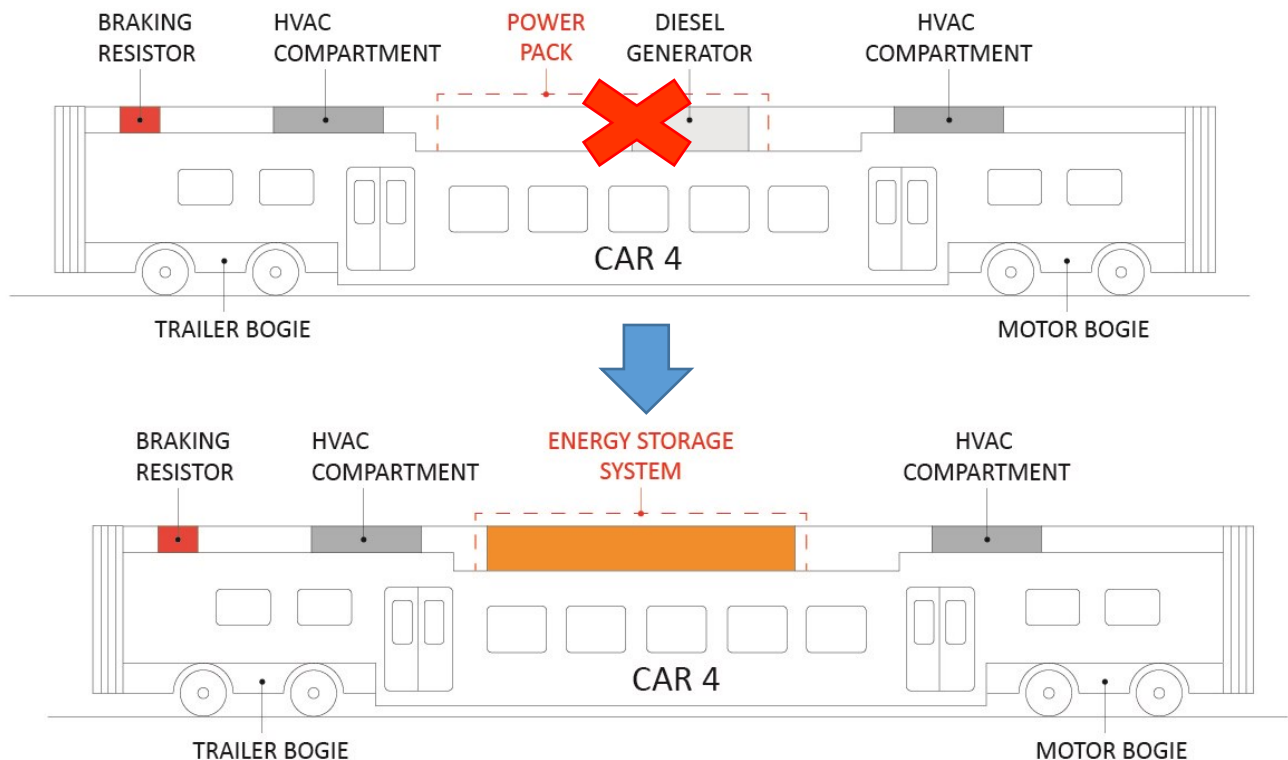 BRAKING
RESISTOR
HVAC
COMPARTMENT
POWER
PACK
DIESEL
GENERATOR
HVAC
COMPARTMENT
CAR 4
TRAILER BOGIE
MOTOR BOGIE
BRAKING
RESISTOR
HVAC
COMPARTMENT
ENERGY STORAGE
SYSTEM
HVAC
COMPARTMENT
CAR 4
TRAILER BOGIE
MOTOR BOGIE